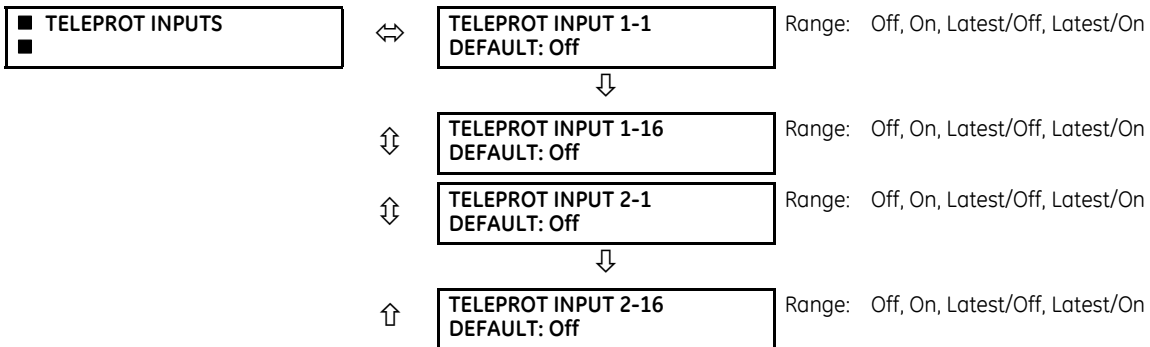 ■ TELEPROT INPUTS
■
TELEPROT INPUT 1-1
DEFAULT: Off
Range: Off, On, Latest/Off, Latest/On
TELEPROT INPUT 1-16
DEFAULT: Off
Range: Off, On, Latest/Off, Latest/On
TELEPROT INPUT 2-1
DEFAULT: Off
Range: Off, On, Latest/Off, Latest/On
TELEPROT INPUT 2-16
DEFAULT: Off
Range: Off, On, Latest/Off, Latest/On